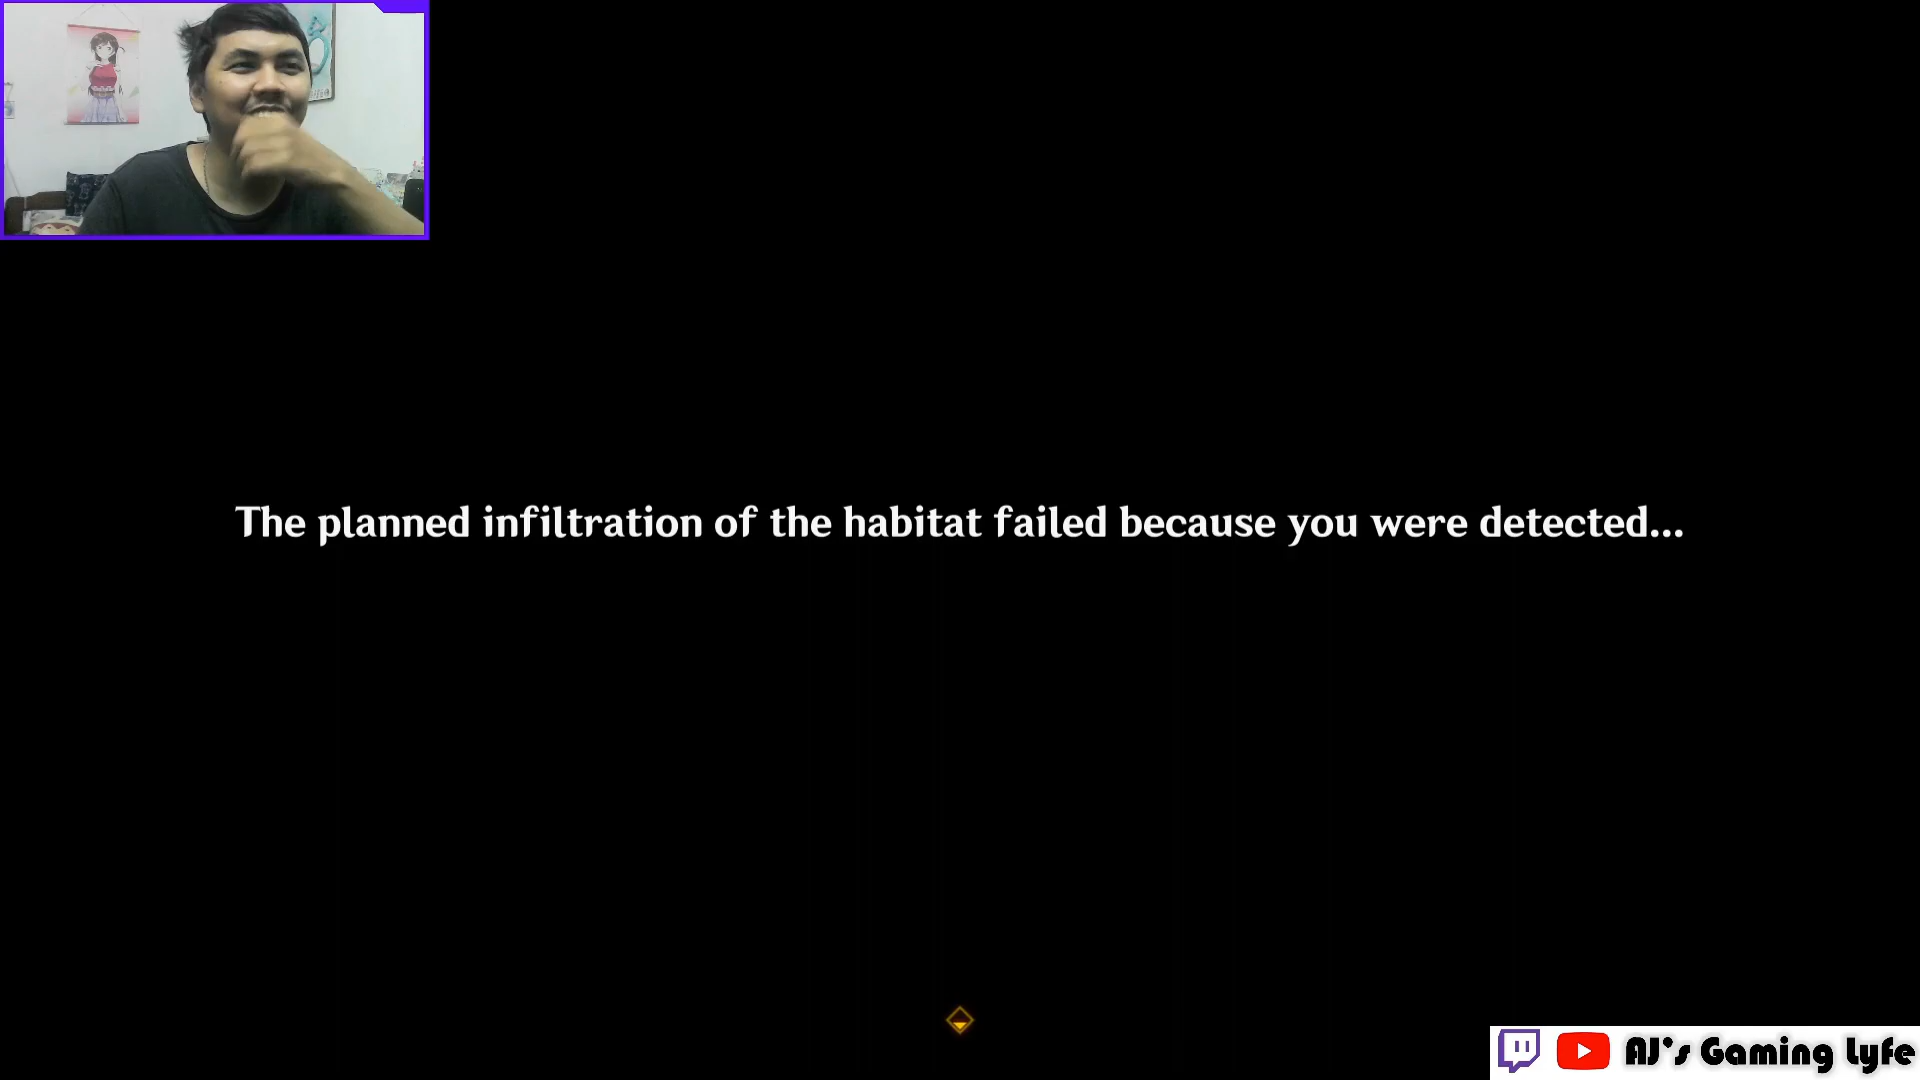 The planned infiltration of the habitat failed because you were detected...
AJ's Gaming Lyfe